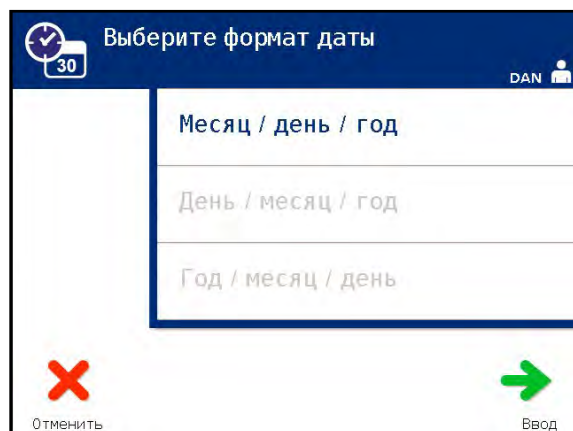 Выберите формат даты
30
DAN
Месяц / день / год
День / месяц / год
Год / месяц / день
Отменить
Ввод